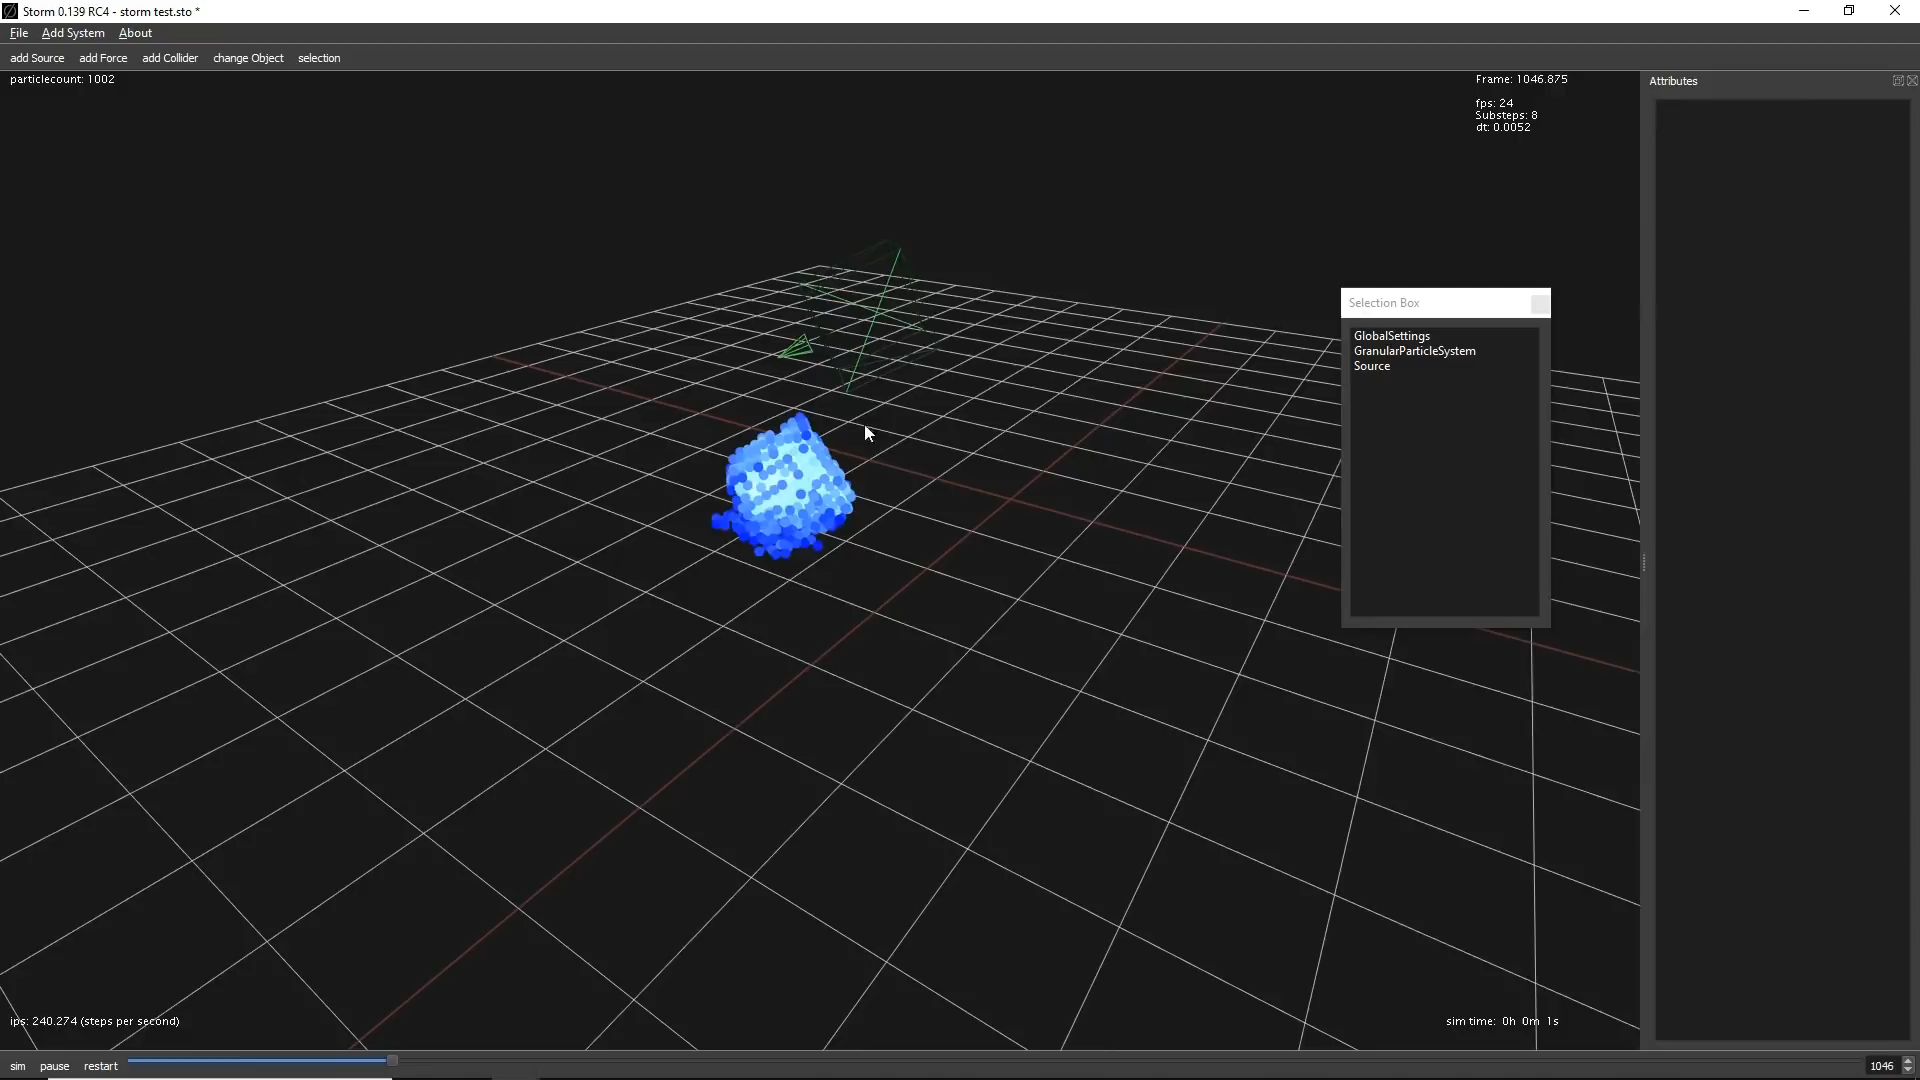 Storm 0.139 RC4 - storm test.sto *
File Add System About
add Source add Force add Collider change Object selection
particlecount: 1002
Frame: 1046.875
fps: 24
Substeps: 8
dt: 0.0052
Attributes
Selection Box
GlobalSettings
GranularParticleSystem
Source
ips: 240.274 (steps per second)
sim time: 0h 0m 1s
sim pause restart
1046